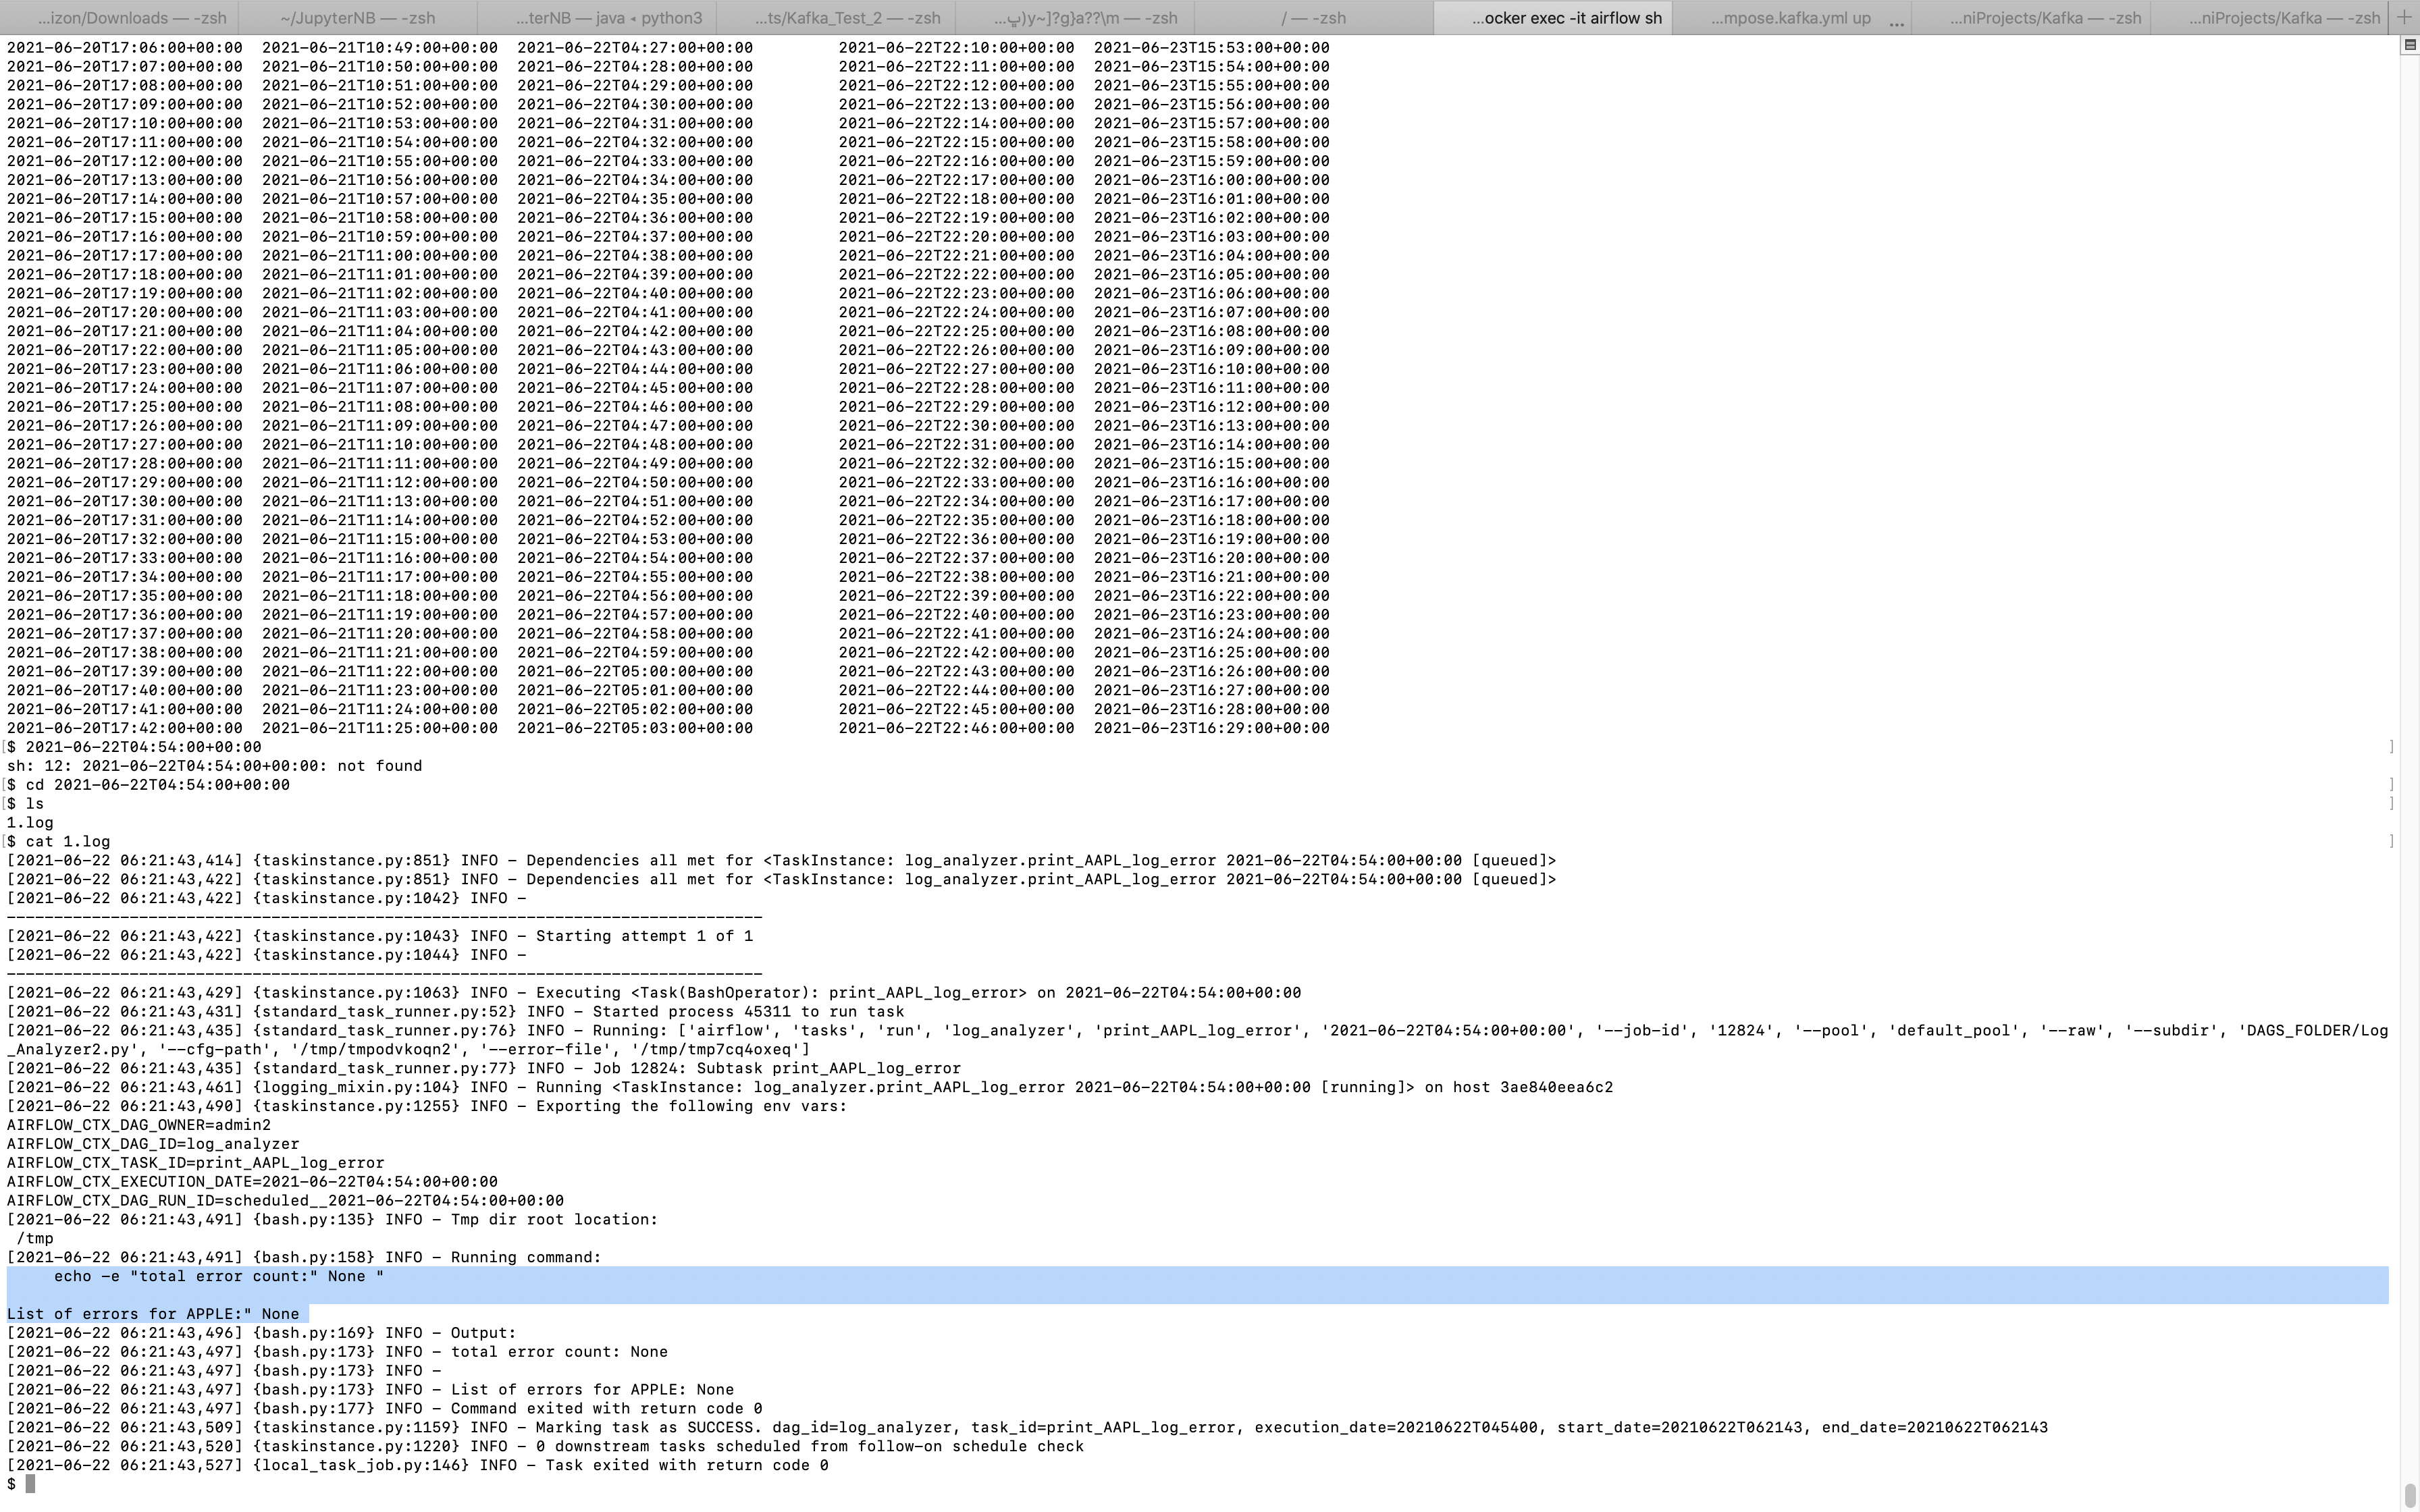 ...izon/Downloads — -zsh ~/JupyterNB — -zsh ...terNB — java ◂ python3 ...ts/Kafka_Test_2 — -zsh — -zsh / — -zsh ...ocker exec -it airflow sh ...mpose.kafka.yml up ... ...niProjects/Kafka — -zsh ...niProjects/Kafka — -zsh +
2021-06-20T17:06:00+00:00 2021-06-21T10:49:00+00:00 2021-06-22T04:27:00+00:00 2021-06-22T22:10:00+00:00 2021-06-23T15:53:00+00:00
2021-06-20T17:07:00+00:00 2021-06-21T10:50:00+00:00 2021-06-22T04:28:00+00:00 2021-06-22T22:11:00+00:00 2021-06-23T15:54:00+00:00
2021-06-20T17:08:00+00:00 2021-06-21T10:51:00+00:00 2021-06-22T04:29:00+00:00 2021-06-22T22:12:00+00:00 2021-06-23T15:55:00+00:00
2021-06-20T17:09:00+00:00 2021-06-21T10:52:00+00:00 2021-06-22T04:30:00+00:00 2021-06-22T22:13:00+00:00 2021-06-23T15:56:00+00:00
2021-06-20T17:10:00+00:00 2021-06-21T10:53:00+00:00 2021-06-22T04:31:00+00:00 2021-06-22T22:14:00+00:00 2021-06-23T15:57:00+00:00
2021-06-20T17:11:00+00:00 2021-06-21T10:54:00+00:00 2021-06-22T04:32:00+00:00 2021-06-22T22:15:00+00:00 2021-06-23T15:58:00+00:00
2021-06-20T17:12:00+00:00 2021-06-21T10:55:00+00:00 2021-06-22T04:33:00+00:00 2021-06-22T22:16:00+00:00 2021-06-23T15:59:00+00:00
2021-06-20T17:13:00+00:00 2021-06-21T10:56:00+00:00 2021-06-22T04:34:00+00:00 2021-06-22T22:17:00+00:00 2021-06-23T16:00:00+00:00
2021-06-20T17:14:00+00:00 2021-06-21T10:57:00+00:00 2021-06-22T04:35:00+00:00 2021-06-22T22:18:00+00:00 2021-06-23T16:01:00+00:00
2021-06-20T17:15:00+00:00 2021-06-21T10:58:00+00:00 2021-06-22T04:36:00+00:00 2021-06-22T22:19:00+00:00 2021-06-23T16:02:00+00:00
2021-06-20T17:16:00+00:00 2021-06-21T10:59:00+00:00 2021-06-22T04:37:00+00:00 2021-06-22T22:20:00+00:00 2021-06-23T16:03:00+00:00
2021-06-20T17:17:00+00:00 2021-06-21T11:00:00+00:00 2021-06-22T04:38:00+00:00 2021-06-22T22:21:00+00:00 2021-06-23T16:04:00+00:00
2021-06-20T17:18:00+00:00 2021-06-21T11:01:00+00:00 2021-06-22T04:39:00+00:00 2021-06-22T22:22:00+00:00 2021-06-23T16:05:00+00:00
2021-06-20T17:19:00+00:00 2021-06-21T11:02:00+00:00 2021-06-22T04:40:00+00:00 2021-06-22T22:23:00+00:00 2021-06-23T16:06:00+00:00
2021-06-20T17:20:00+00:00 2021-06-21T11:03:00+00:00 2021-06-22T04:41:00+00:00 2021-06-22T22:24:00+00:00 2021-06-23T16:07:00+00:00
2021-06-20T17:21:00+00:00 2021-06-21T11:04:00+00:00 2021-06-22T04:42:00+00:00 2021-06-22T22:25:00+00:00 2021-06-23T16:08:00+00:00
2021-06-20T17:22:00+00:00 2021-06-21T11:05:00+00:00 2021-06-22T04:43:00+00:00 2021-06-22T22:26:00+00:00 2021-06-23T16:09:00+00:00
2021-06-20T17:23:00+00:00 2021-06-21T11:06:00+00:00 2021-06-22T04:44:00+00:00 2021-06-22T22:27:00+00:00 2021-06-23T16:10:00+00:00
2021-06-20T17:24:00+00:00 2021-06-21T11:07:00+00:00 2021-06-22T04:45:00+00:00 2021-06-22T22:28:00+00:00 2021-06-23T16:11:00+00:00
2021-06-20T17:25:00+00:00 2021-06-21T11:08:00+00:00 2021-06-22T04:46:00+00:00 2021-06-22T22:29:00+00:00 2021-06-23T16:12:00+00:00
2021-06-20T17:26:00+00:00 2021-06-21T11:09:00+00:00 2021-06-22T04:47:00+00:00 2021-06-22T22:30:00+00:00 2021-06-23T16:13:00+00:00
2021-06-20T17:27:00+00:00 2021-06-21T11:10:00+00:00 2021-06-22T04:48:00+00:00 2021-06-22T22:31:00+00:00 2021-06-23T16:14:00+00:00
2021-06-20T17:28:00+00:00 2021-06-21T11:11:00+00:00 2021-06-22T04:49:00+00:00 2021-06-22T22:32:00+00:00 2021-06-23T16:15:00+00:00
2021-06-20T17:29:00+00:00 2021-06-21T11:12:00+00:00 2021-06-22T04:50:00+00:00 2021-06-22T22:33:00+00:00 2021-06-23T16:16:00+00:00
2021-06-20T17:30:00+00:00 2021-06-21T11:13:00+00:00 2021-06-22T04:51:00+00:00 2021-06-22T22:34:00+00:00 2021-06-23T16:17:00+00:00
2021-06-20T17:31:00+00:00 2021-06-21T11:14:00+00:00 2021-06-22T04:52:00+00:00 2021-06-22T22:35:00+00:00 2021-06-23T16:18:00+00:00
2021-06-20T17:32:00+00:00 2021-06-21T11:15:00+00:00 2021-06-22T04:53:00+00:00 2021-06-22T22:36:00+00:00 2021-06-23T16:19:00+00:00
2021-06-20T17:33:00+00:00 2021-06-21T11:16:00+00:00 2021-06-22T04:54:00+00:00 2021-06-22T22:37:00+00:00 2021-06-23T16:20:00+00:00
2021-06-20T17:34:00+00:00 2021-06-21T11:17:00+00:00 2021-06-22T04:55:00+00:00 2021-06-22T22:38:00+00:00 2021-06-23T16:21:00+00:00
2021-06-20T17:35:00+00:00 2021-06-21T11:18:00+00:00 2021-06-22T04:56:00+00:00 2021-06-22T22:39:00+00:00 2021-06-23T16:22:00+00:00
2021-06-20T17:36:00+00:00 2021-06-21T11:19:00+00:00 2021-06-22T04:57:00+00:00 2021-06-22T22:40:00+00:00 2021-06-23T16:23:00+00:00
2021-06-20T17:37:00+00:00 2021-06-21T11:20:00+00:00 2021-06-22T04:58:00+00:00 2021-06-22T22:41:00+00:00 2021-06-23T16:24:00+00:00
2021-06-20T17:38:00+00:00 2021-06-21T11:21:00+00:00 2021-06-22T04:59:00+00:00 2021-06-22T22:42:00+00:00 2021-06-23T16:25:00+00:00
2021-06-20T17:39:00+00:00 2021-06-21T11:22:00+00:00 2021-06-22T05:00:00+00:00 2021-06-22T22:43:00+00:00 2021-06-23T16:26:00+00:00
2021-06-20T17:40:00+00:00 2021-06-21T11:23:00+00:00 2021-06-22T05:01:00+00:00 2021-06-22T22:44:00+00:00 2021-06-23T16:27:00+00:00
2021-06-20T17:41:00+00:00 2021-06-21T11:24:00+00:00 2021-06-22T05:02:00+00:00 2021-06-22T22:45:00+00:00 2021-06-23T16:28:00+00:00
2021-06-20T17:42:00+00:00 2021-06-21T11:25:00+00:00 2021-06-22T05:03:00+00:00 2021-06-22T22:46:00+00:00 2021-06-23T16:29:00+00:00
[$ 2021-06-22T04:54:00+00:00 ]
sh: 12: 2021-06-22T04:54:00+00:00: not found
[$ cd 2021-06-22T04:54:00+00:00 ]
[$ ls ]
1.log
[$ cat 1.log ]
[2021-06-22 06:21:43,414] {taskinstance.py:851} INFO - Dependencies all met for <TaskInstance: log_analyzer.print_AAPL_log_error 2021-06-22T04:54:00+00:00 [queued]>
[2021-06-22 06:21:43,422] {taskinstance.py:851} INFO - Dependencies all met for <TaskInstance: log_analyzer.print_AAPL_log_error 2021-06-22T04:54:00+00:00 [queued]>
[2021-06-22 06:21:43,422] {taskinstance.py:1042} INFO -
--------------------------------------------------------------------------------
[2021-06-22 06:21:43,422] {taskinstance.py:1043} INFO - Starting attempt 1 of 1
[2021-06-22 06:21:43,422] {taskinstance.py:1044} INFO -
--------------------------------------------------------------------------------
[2021-06-22 06:21:43,429] {taskinstance.py:1063} INFO - Executing <Task(BashOperator): print_AAPL_log_error> on 2021-06-22T04:54:00+00:00
[2021-06-22 06:21:43,431] {standard_task_runner.py:52} INFO - Started process 45311 to run task
[2021-06-22 06:21:43,435] {standard_task_runner.py:76} INFO - Running: ['airflow', 'tasks', 'run', 'log_analyzer', 'print_AAPL_log_error', '2021-06-22T04:54:00+00:00', '--job-id', '12824', '--pool', 'default_pool', '--raw', '--subdir', 'DAGS_FOLDER/Log
_Analyzer2.py', '--cfg-path', '/tmp/tmpodvkoqn2', '--error-file', '/tmp/tmp7cq4oxeq']
[2021-06-22 06:21:43,435] {standard_task_runner.py:77} INFO - Job 12824: Subtask print_AAPL_log_error
[2021-06-22 06:21:43,461] {logging_mixin.py:104} INFO - Running <TaskInstance: log_analyzer.print_AAPL_log_error 2021-06-22T04:54:00+00:00 [running]> on host 3ae840eea6c2
[2021-06-22 06:21:43,490] {taskinstance.py:1255} INFO - Exporting the following env vars:
AIRFLOW_CTX_DAG_OWNER=admin2
AIRFLOW_CTX_DAG_ID=log_analyzer
AIRFLOW_CTX_TASK_ID=print_AAPL_log_error
AIRFLOW_CTX_EXECUTION_DATE=2021-06-22T04:54:00+00:00
AIRFLOW_CTX_DAG_RUN_ID=scheduled__2021-06-22T04:54:00+00:00
[2021-06-22 06:21:43,491] {bash.py:135} INFO - Tmp dir root location:
/tmp
[2021-06-22 06:21:43,491] {bash.py:158} INFO - Running command:
echo -e "total error count:" None "
List of errors for APPLE:" None
[2021-06-22 06:21:43,496] {bash.py:169} INFO - Output:
[2021-06-22 06:21:43,497] {bash.py:173} INFO - total error count: None
[2021-06-22 06:21:43,497] {bash.py:173} INFO -
[2021-06-22 06:21:43,497] {bash.py:173} INFO - List of errors for APPLE: None
[2021-06-22 06:21:43,497] {bash.py:177} INFO - Command exited with return code 0
[2021-06-22 06:21:43,509] {taskinstance.py:1159} INFO - Marking task as SUCCESS. dag_id=log_analyzer, task_id=print_AAPL_log_error, execution_date=20210622T045400, start_date=20210622T062143, end_date=20210622T062143
[2021-06-22 06:21:43,520] {taskinstance.py:1220} INFO - 0 downstream tasks scheduled from follow-on schedule check
[2021-06-22 06:21:43,527] {local_task_job.py:146} INFO - Task exited with return code 0
$